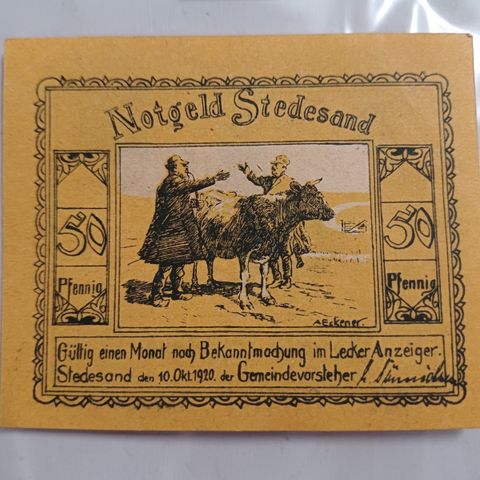 Notgeld Stedesand
50 50
Pfennig Pfennig
A Eckener.
Gültig einen Monat nach Bekanntmachung im Lecker Anzeiger.
Stedesand den 10. Okt. 1920. der Gemeindevorsteher